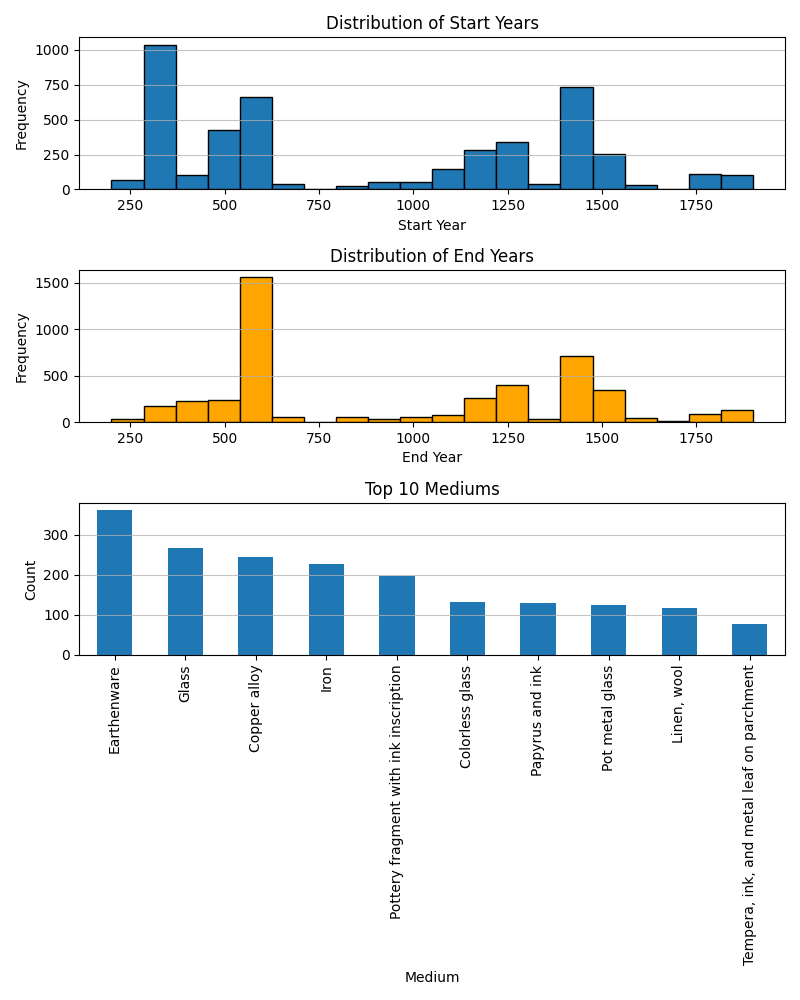 Distribution of Start Years
Frequency
1000
750
500
250
0
250 500 750 1000 1250 1500 1750
Start Year
Distribution of End Years
Frequency
1500
1000
500
0
250 500 750 1000 1250 1500 1750
End Year
Top 10 Mediums
Count
300
200
100
0
Earthenware
Glass
Copper alloy
Iron
Pottery fragment with ink inscription
Colorless glass
Papyrus and ink
Pot metal glass
Linen, wool
Tempera, ink, and metal leaf on parchment
Medium